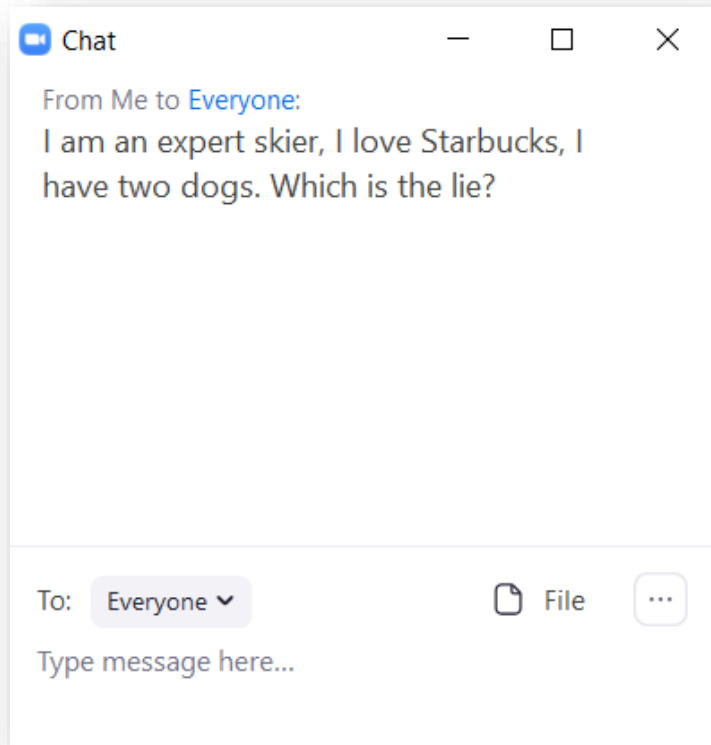 Chat
From Me to Everyone:
I am an expert skier, I love Starbucks, I
have two dogs. Which is the lie?
To: Everyone File
Type message here...